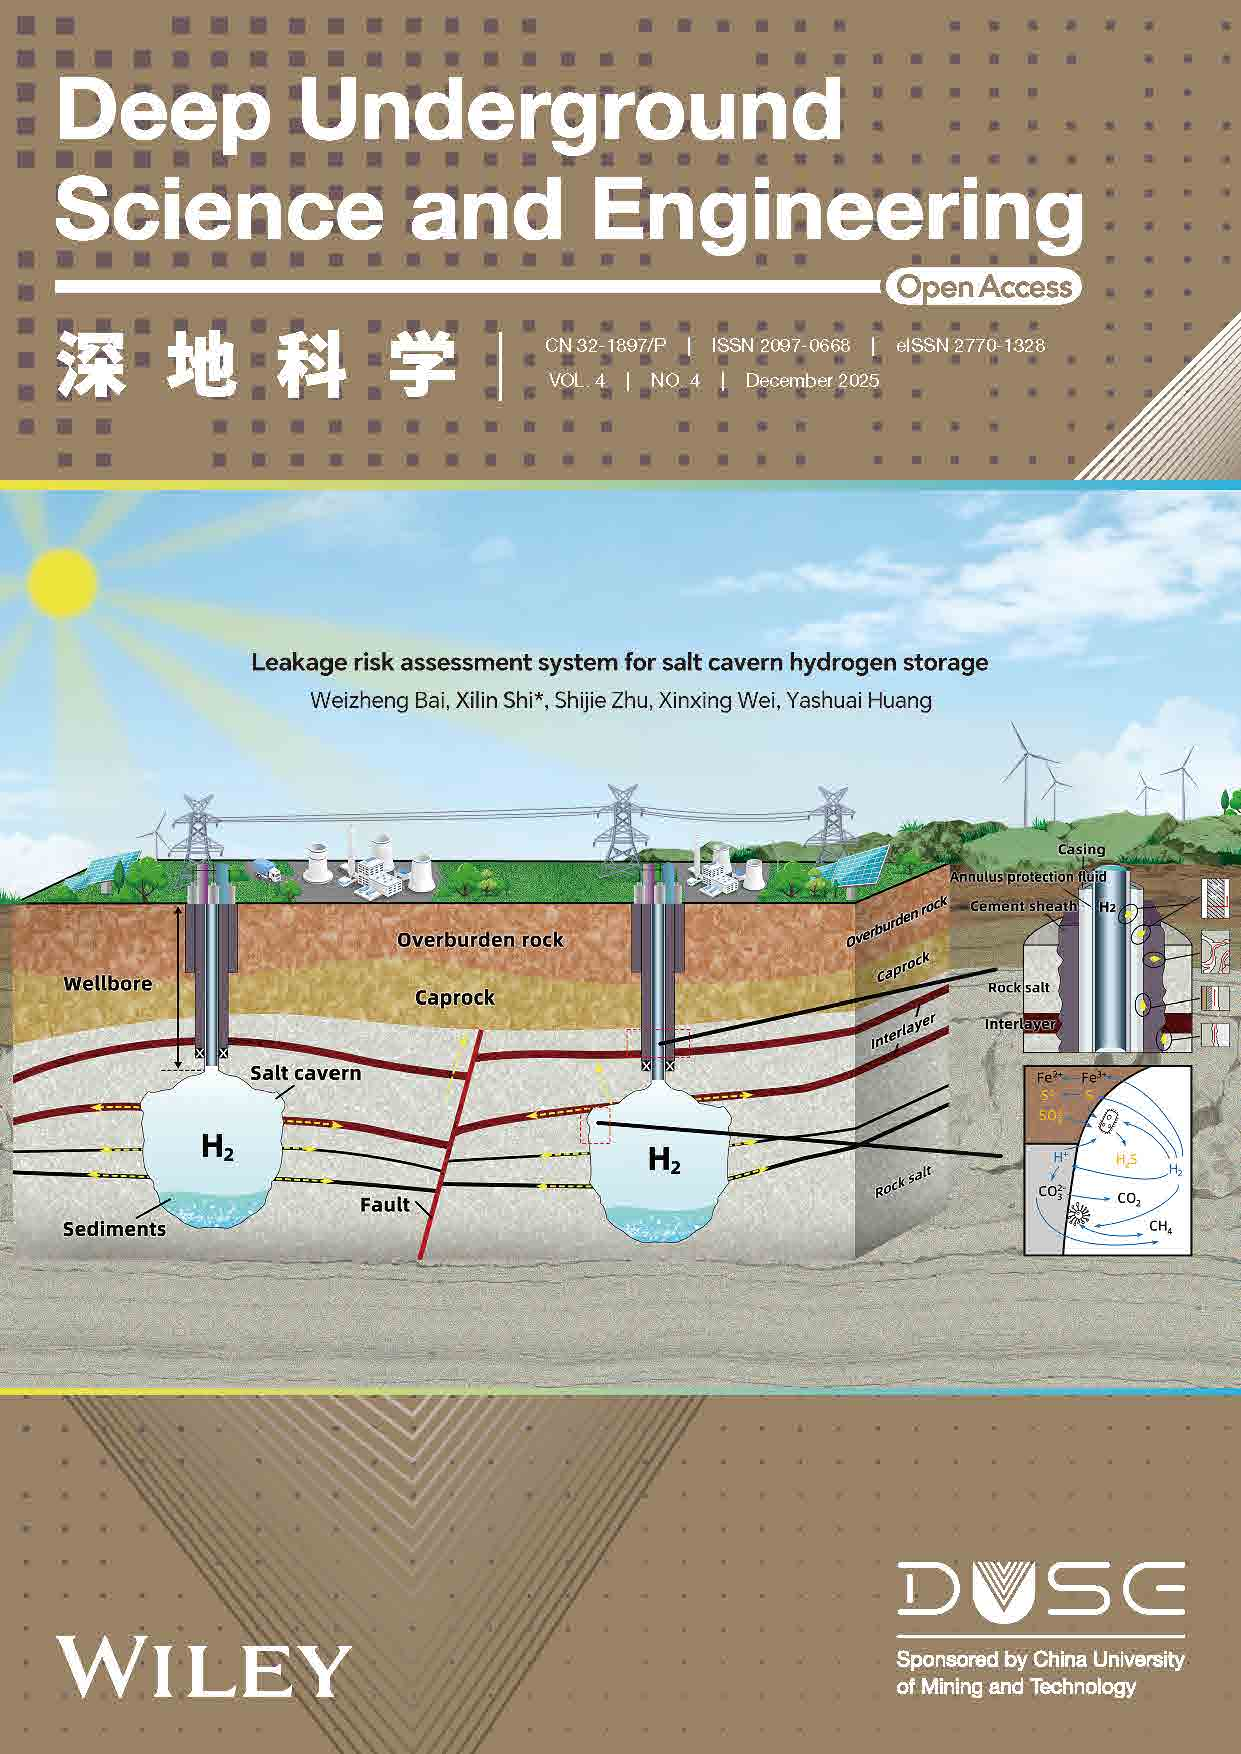 Deep Underground
Science and Engineering
Open Access
深地科学
CN 32-1897/P | ISSN 2097-0668 | eISSN 2770-1328
VOL. 4 | NO. 4 | December 2025
Leakage risk assessment system for salt cavern hydrogen storage
Weizheng Bai, Xilin Shi*, Shijie Zhu, Xinxing Wei, Yashuai Huang
Casing
Annulus protection fluid
Cement sheath
H2
Rock salt
Interlayer
Overburden rock
Caprock
Wellbore
Overburden rock
Caprock
Interlayer
Salt cavern
H₂
H₂
Sediments
Fault
Rock salt
Fe²⁺
Fe³⁺
H⁺
H₂S
H₂
CO₃²⁻
CO₂
CH₄
WILEY
DUSE
Sponsored by China University
of Mining and Technology